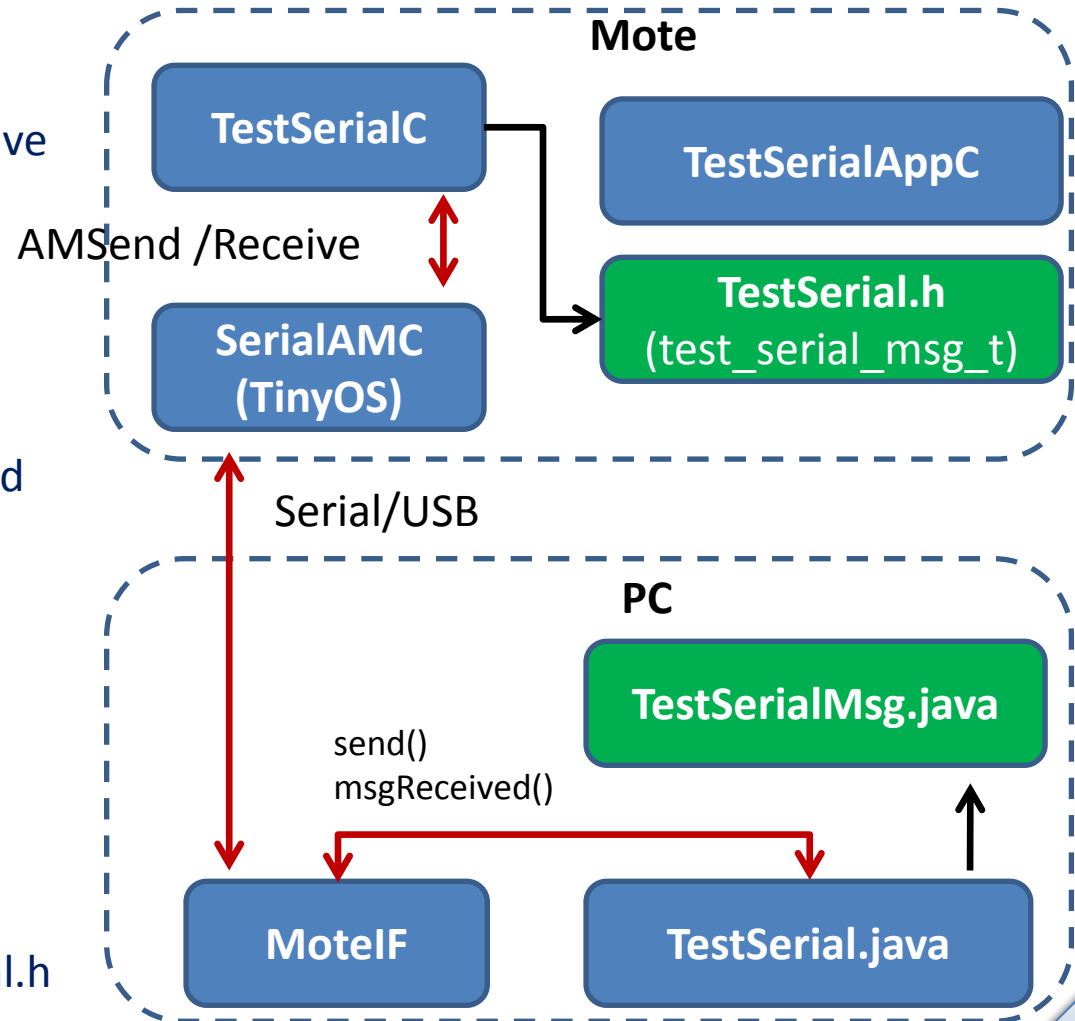 Mote
TestSerialC
ve
TestSerialAppC
AMSend /Receive
TestSerial.h
(test_serial_msg_t)
SerialAMC
(TinyOS)
d
Serial/USB
PC
TestSerialMsg.java
send()
msgReceived()
MoteIF
TestSerial.java
al.h